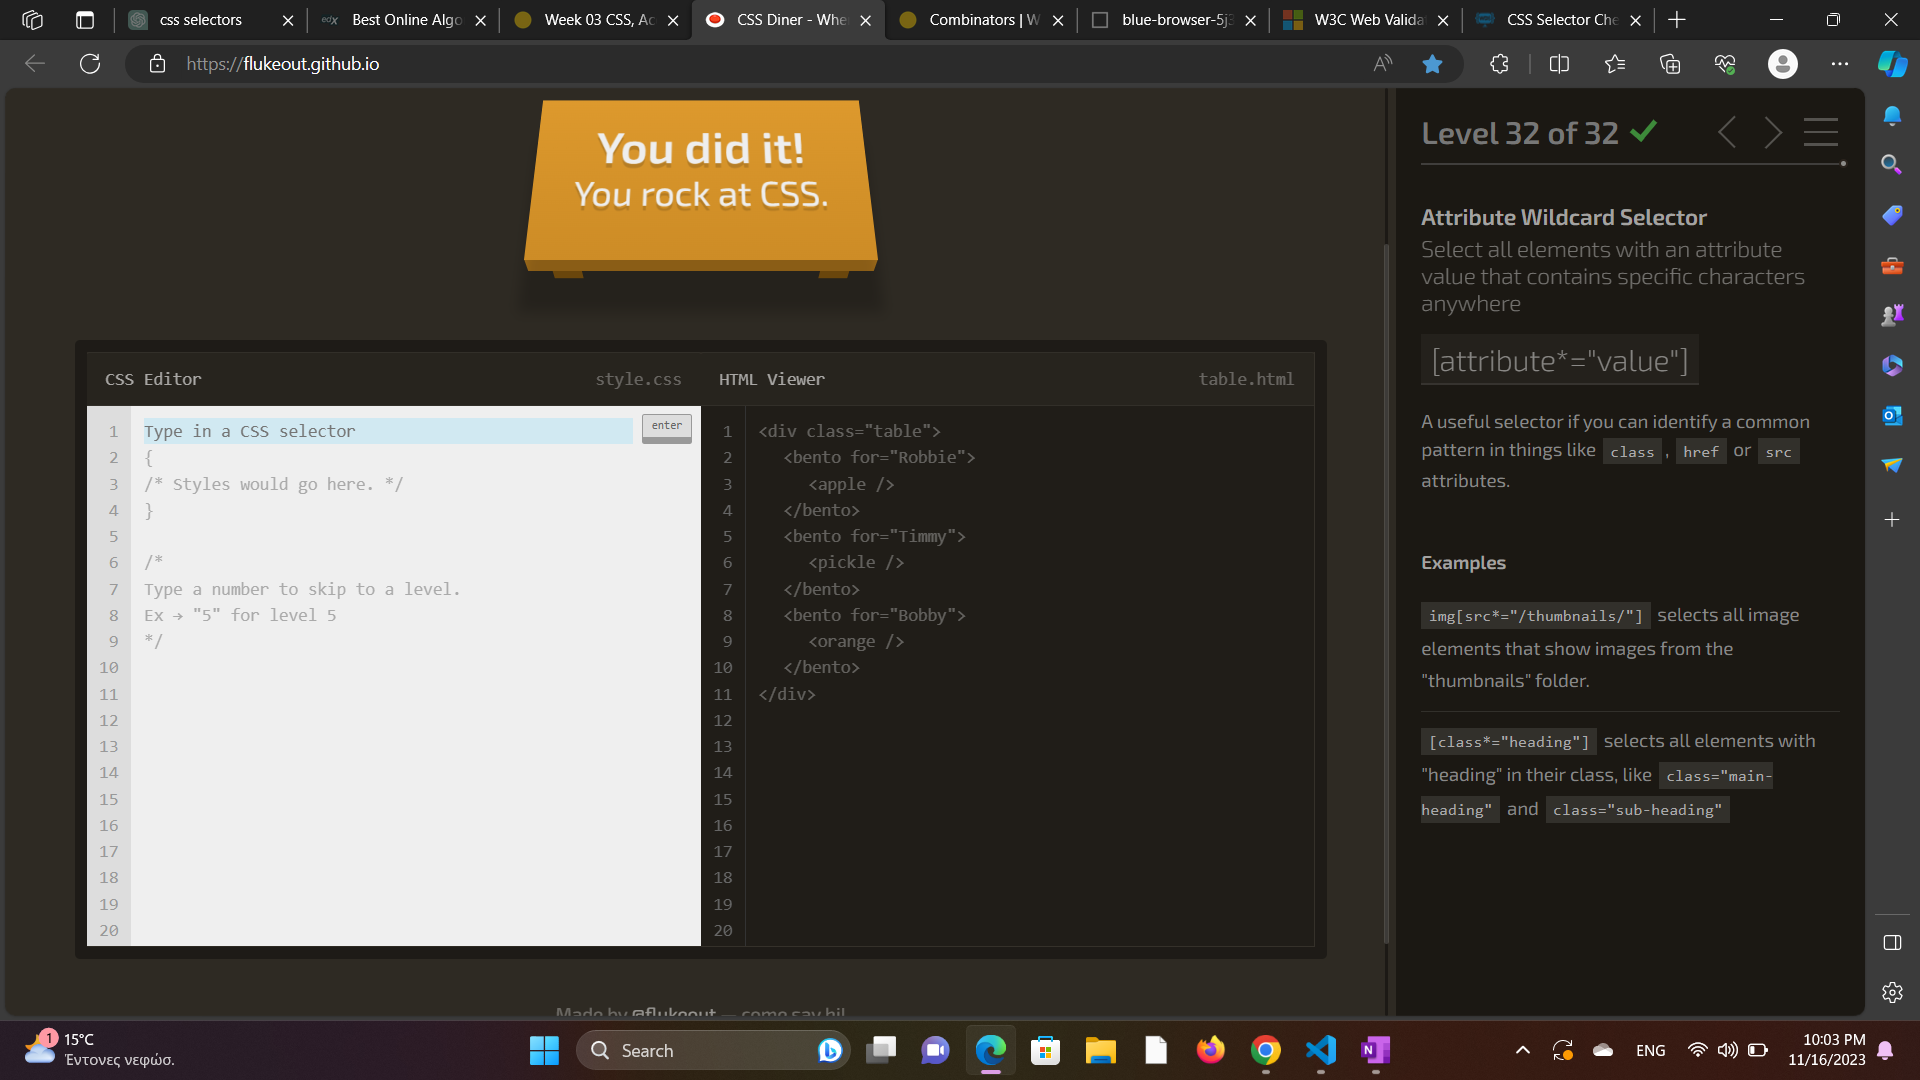 css selectors
edX Best Online Algo
Week 03 CSS, Ac
CSS Diner - Whe
Combinators | W
blue-browser-5j3
W3C Web Valida
CSS Selector Che
https://flukeout.github.io
You did it!
You rock at CSS.
CSS Editor
style.css
HTML Viewer
table.html
1 Type in a CSS selector
enter
2 {
3 /* Styles would go here. */
4 }
5
6 /*
7 Type a number to skip to a level.
8 Ex → "5" for level 5
9 */
10
11
12
13
14
15
16
17
18
19
20
1 <div class="table">
2 <bento for="Robbie">
3 <apple />
4 </bento>
5 <bento for="Timmy">
6 <pickle />
7 </bento>
8 <bento for="Bobby">
9 <orange />
10 </bento>
11 </div>
12
13
14
15
16
17
18
19
20
Made by @flukeout — come say hi!
Level 32 of 32
Attribute Wildcard Selector
Select all elements with an attribute
value that contains specific characters
anywhere
[attribute*="value"]
A useful selector if you can identify a common
pattern in things like class , href or src
attributes.
Examples
img[src*="/thumbnails/"] selects all image
elements that show images from the
"thumbnails" folder.
[class*="heading"] selects all elements with
"heading" in their class, like class="main-
heading" and class="sub-heading"
1
15°C
Έντονες νεφώσ.
Search
ENG
10:03 PM
11/16/2023